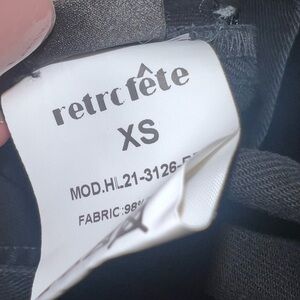 retrofête
XS
MOD.HL21-3126-
FABRIC:98%